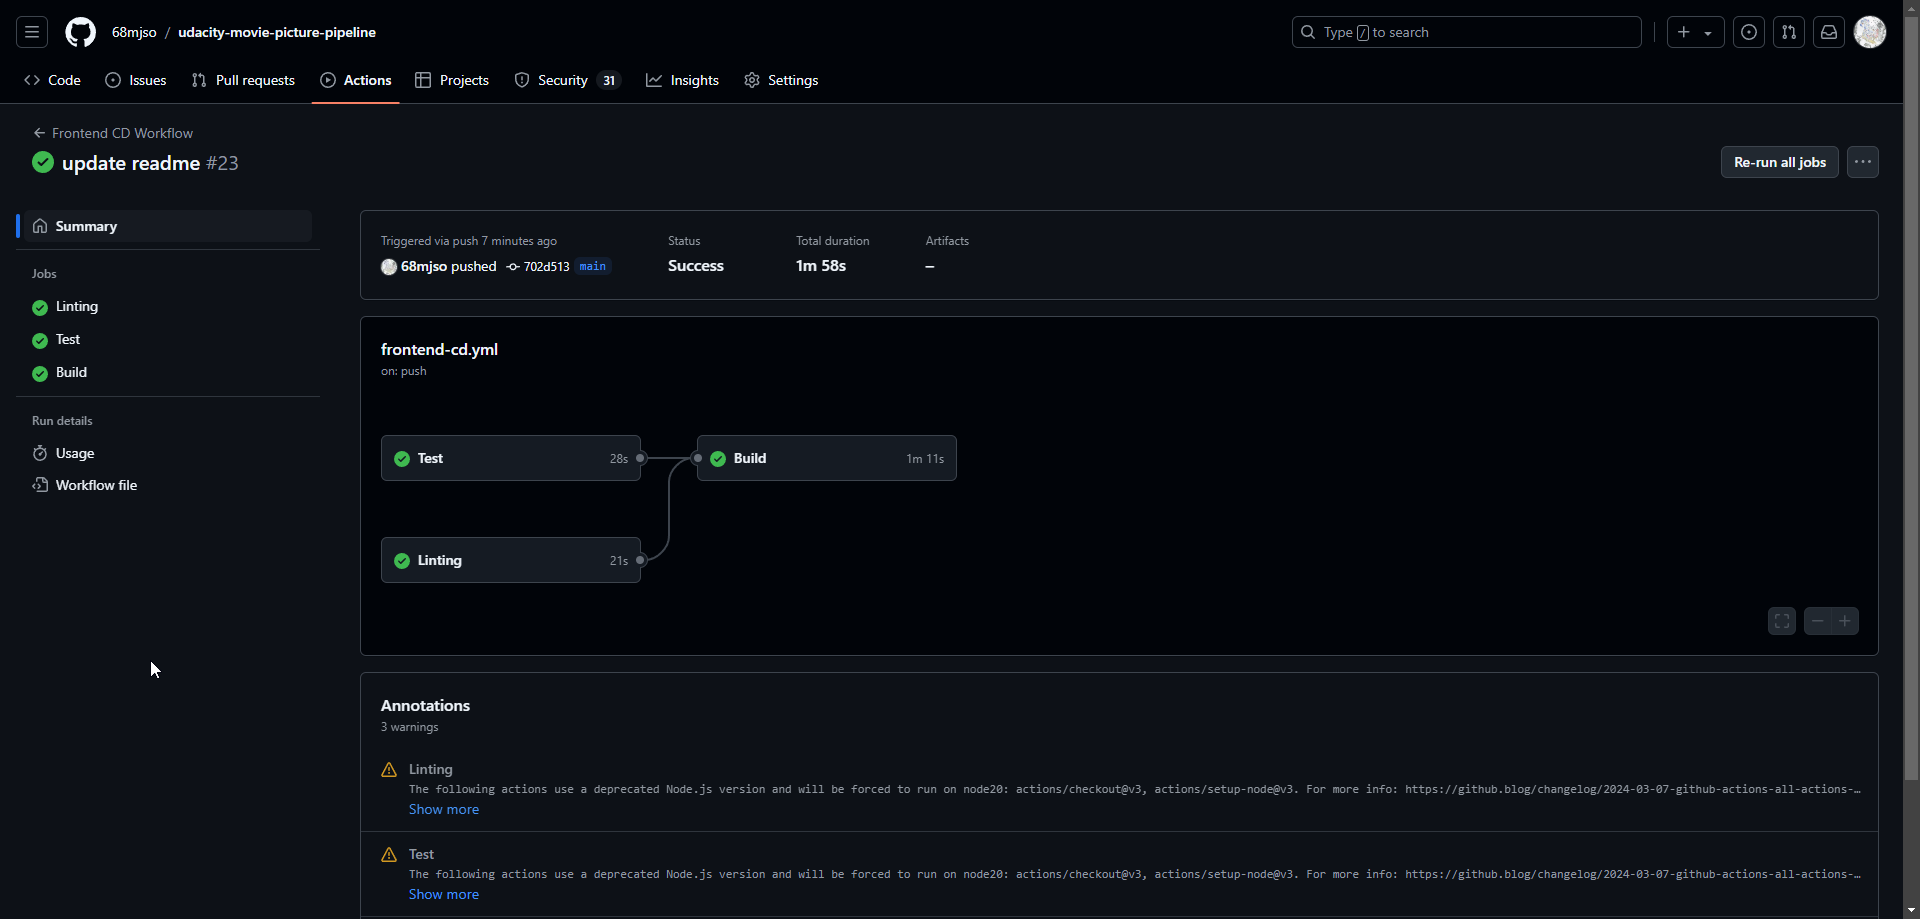 68mjso / udacity-movie-picture-pipeline
Type / to search
Code
Issues
Pull requests
Actions
Projects
Security 31
Insights
Settings
Frontend CD Workflow
update readme #23
Re-run all jobs
Summary
Jobs
Linting
Test
Build
Run details
Usage
Workflow file
Triggered via push 7 minutes ago
68mjso pushed 702d513 main
Status
Success
Total duration
1m 58s
Artifacts
–
frontend-cd.yml
on: push
Test 28s
Build 1m 11s
Linting 21s
Annotations
3 warnings
Linting
The following actions use a deprecated Node.js version and will be forced to run on node20: actions/checkout@v3, actions/setup-node@v3. For more info: https://github.blog/changelog/2024-03-07-github-actions-all-actions-…
Show more
Test
The following actions use a deprecated Node.js version and will be forced to run on node20: actions/checkout@v3, actions/setup-node@v3. For more info: https://github.blog/changelog/2024-03-07-github-actions-all-actions-…
Show more